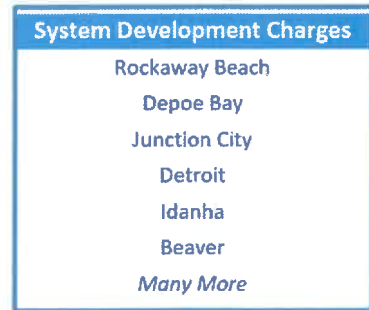 System Development Charges
Rockaway Beach
Depoe Bay
Junction City
Detroit
Idanha
Beaver
Many More